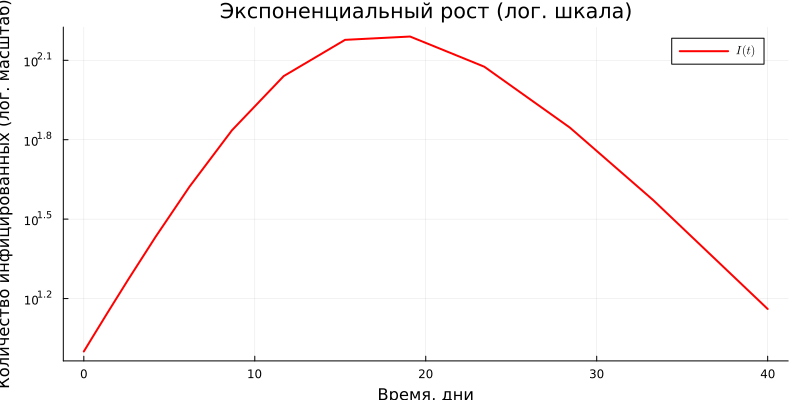 Экспоненциальный рост (лог. шкала)
Количество инфицированных (лог. масштаб)
I(t)
10^2.1
10^1.8
10^1.5
10^1.2
0 10 20 30 40
Время, дни